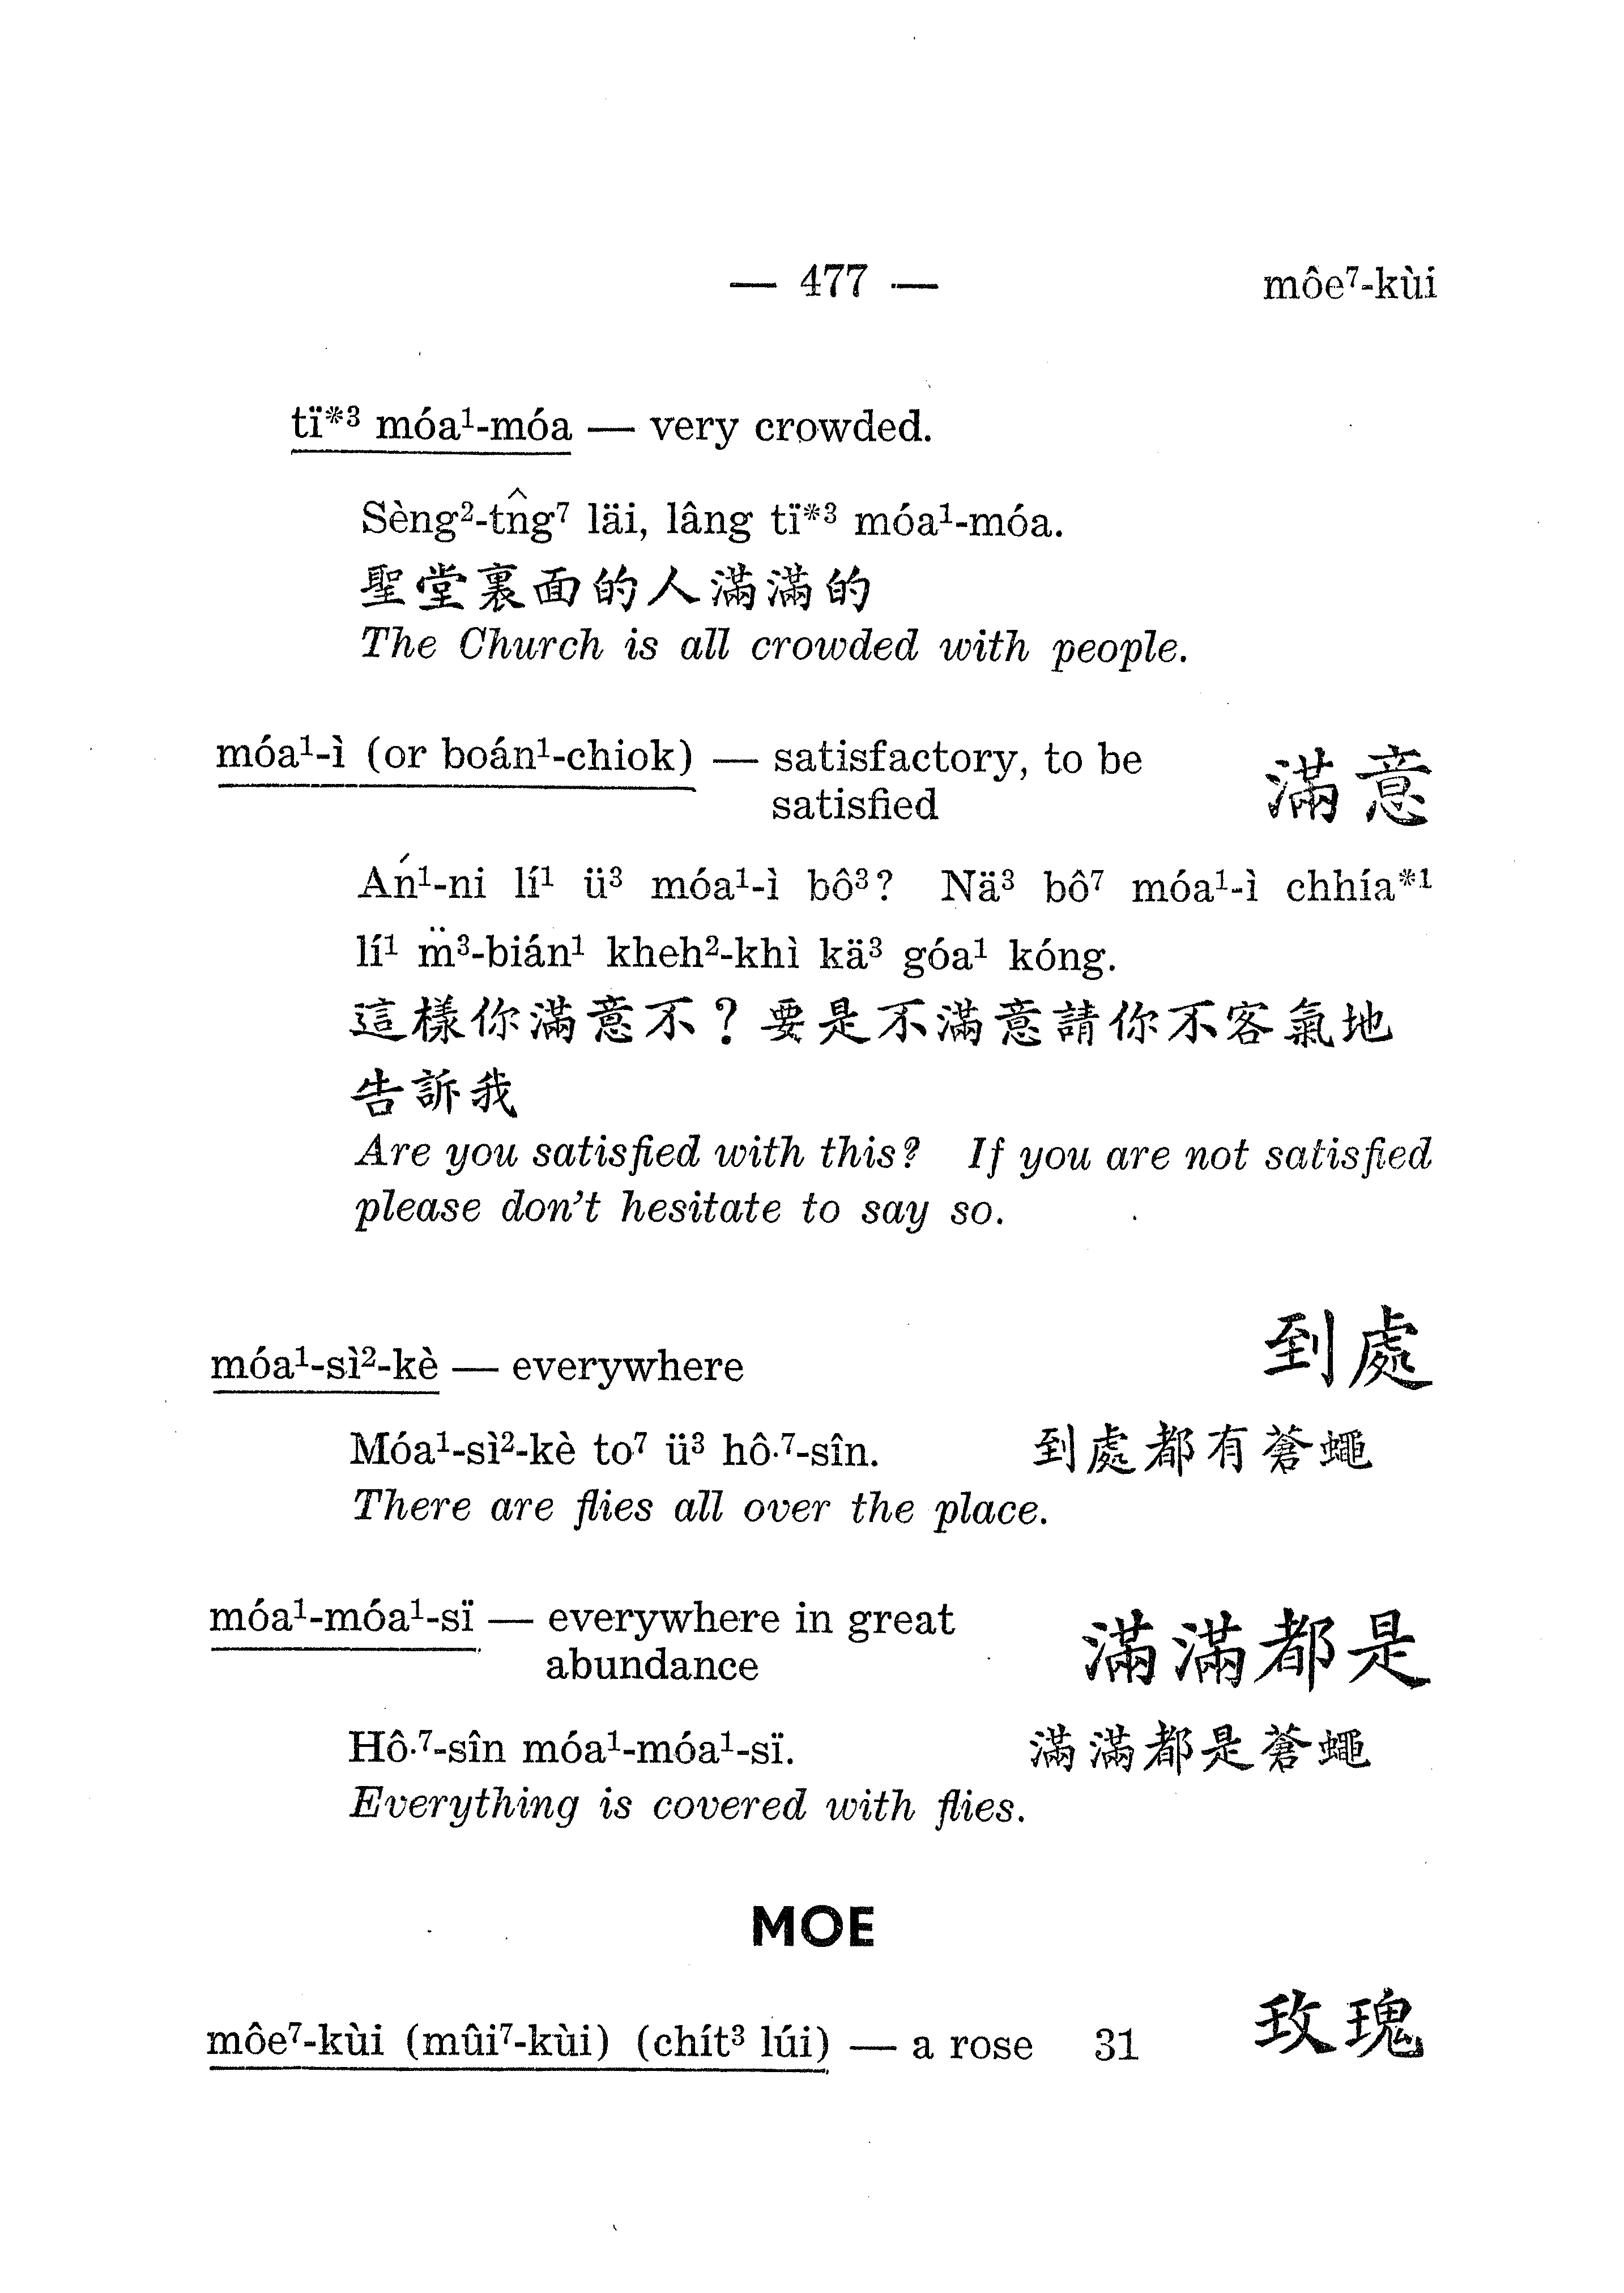 — 477 — môe⁷-kùi
tï*³ móa¹-móa — very crowded.
Sèng²-tn̂g⁷ läi, lâng tï*³ móa¹-móa.
聖堂裏面的人滿滿的
The Church is all crowded with people.
móa¹-ì (or boán¹-chiok) — satisfactory, to be
satisfied
滿意
Ań¹-ni lí¹ ü³ móa¹-ì bô³? Nä³ bô⁷ móa¹-ì chhía*¹
lí¹ m̈³-bián¹ kheh²-khì kä³ góa¹ kóng.
這樣你滿意不？要是不滿意請你不客氣地
告訴我
Are you satisfied with this? If you are not satisfied
please don't hesitate to say so.
móa¹-sì²-kè — everywhere 到處
Móa¹-sì²-kè to⁷ ü³ hô·⁷-sîn. 到處都有蒼蠅
There are flies all over the place.
móa¹-móa¹-sï — everywhere in great
abundance
滿滿都是
Hô·⁷-sîn móa¹-móa¹-sï. 滿滿都是蒼蠅
Everything is covered with flies.
MOE
môe⁷-kùi (mûi⁷-kùi) (chít³ lúi) — a rose 31 玫瑰